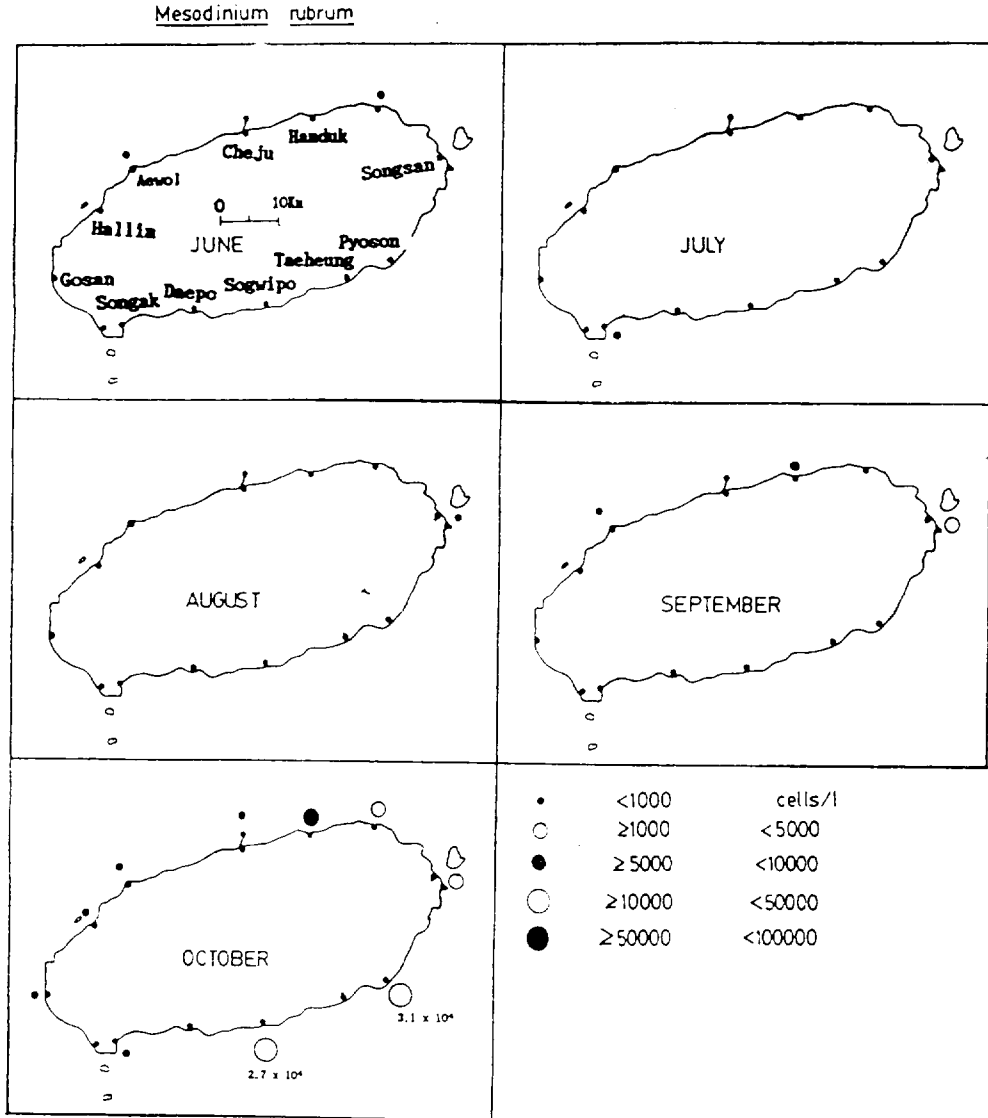 Mesodinium rubrum
Hamduk
Cheju
Songsan
Aewol
0 10Km
Hallim
JUNE
Pyoson
Taeheung
Gosan
Sogwipo
Daepo
Songak
JULY
AUGUST
SEPTEMBER
OCTOBER
3.1 x 10⁴
2.7 x 10⁴
<1000 cells/l
≥1000 <5000
≥5000 <10000
≥10000 <50000
≥50000 <100000